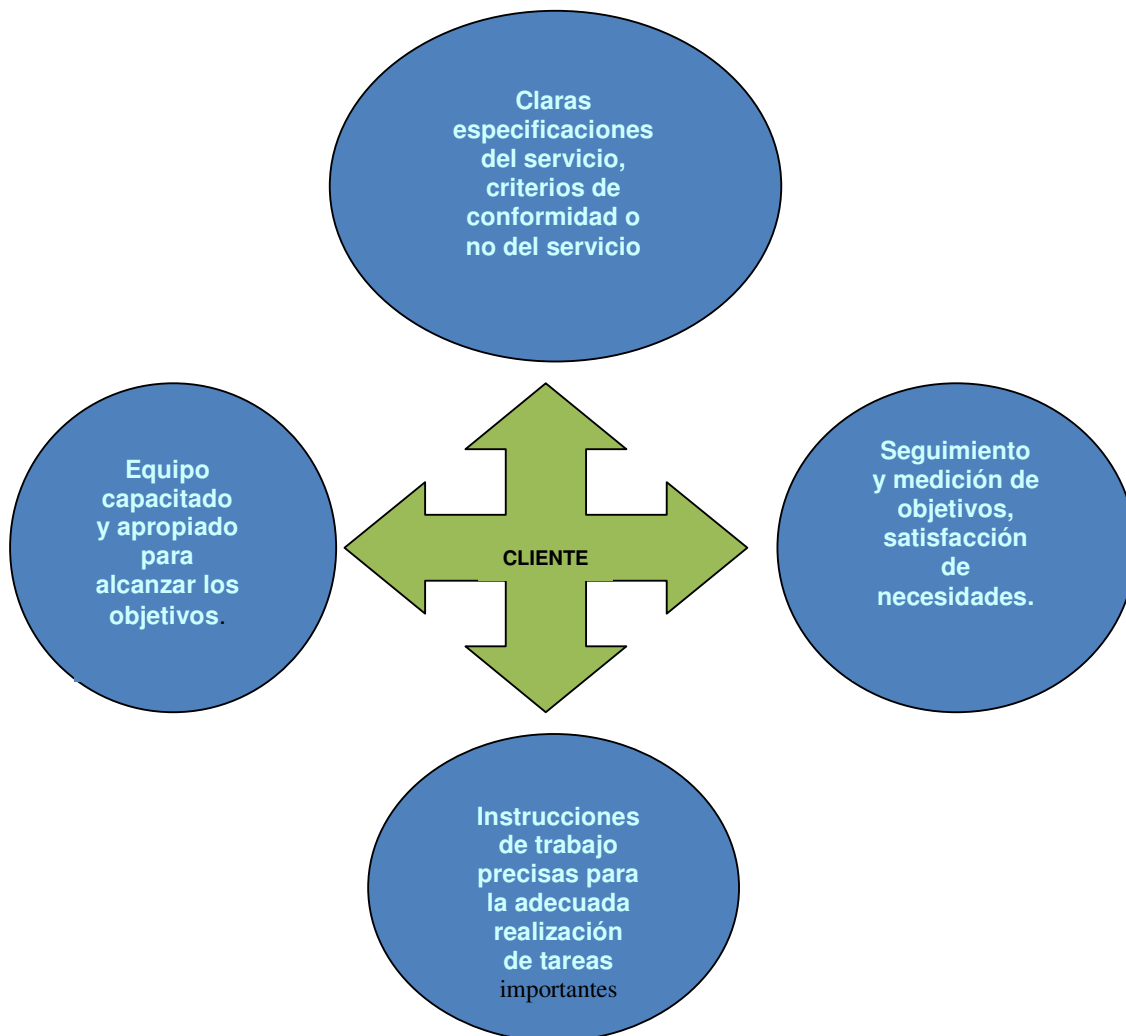 Claras
especificaciones
del servicio,
criterios de
conformidad o
no del servicio
Equipo
capacitado
y apropiado
para
alcanzar los
objetivos.
CLIENTE
Seguimiento
y medición de
objetivos,
satisfacción
de
necesidades.
Instrucciones
de trabajo
precisas para
la adecuada
realización
de tareas
importantes